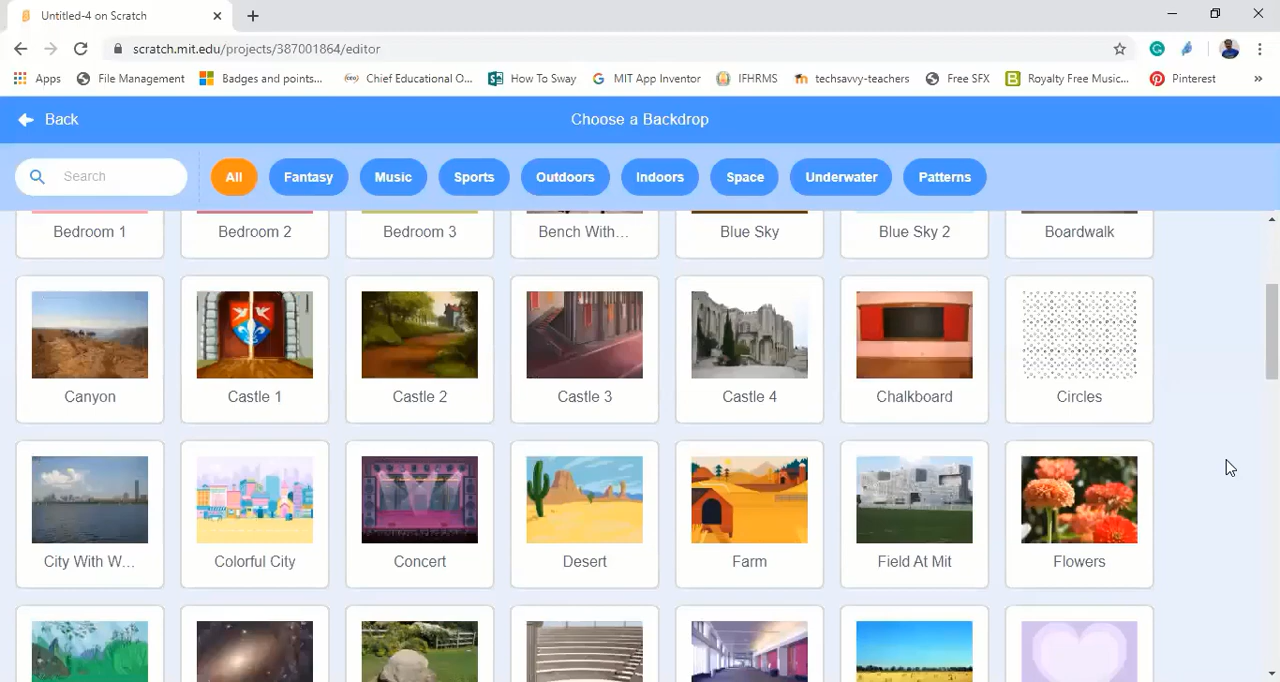 Untitled-4 on Scratch
scratch.mit.edu/projects/387001864/editor
Apps File Management Badges and points... Chief Educational O... How To Sway MIT App Inventor IFHRMS techsavvy-teachers Free SFX Royalty Free Music... Pinterest »
Back Choose a Backdrop
Search All Fantasy Music Sports Outdoors Indoors Space Underwater Patterns
Bedroom 1 Bedroom 2 Bedroom 3 Bench With... Blue Sky Blue Sky 2 Boardwalk
Canyon Castle 1 Castle 2 Castle 3 Castle 4 Chalkboard Circles
City With W... Colorful City Concert Desert Farm Field At Mit Flowers